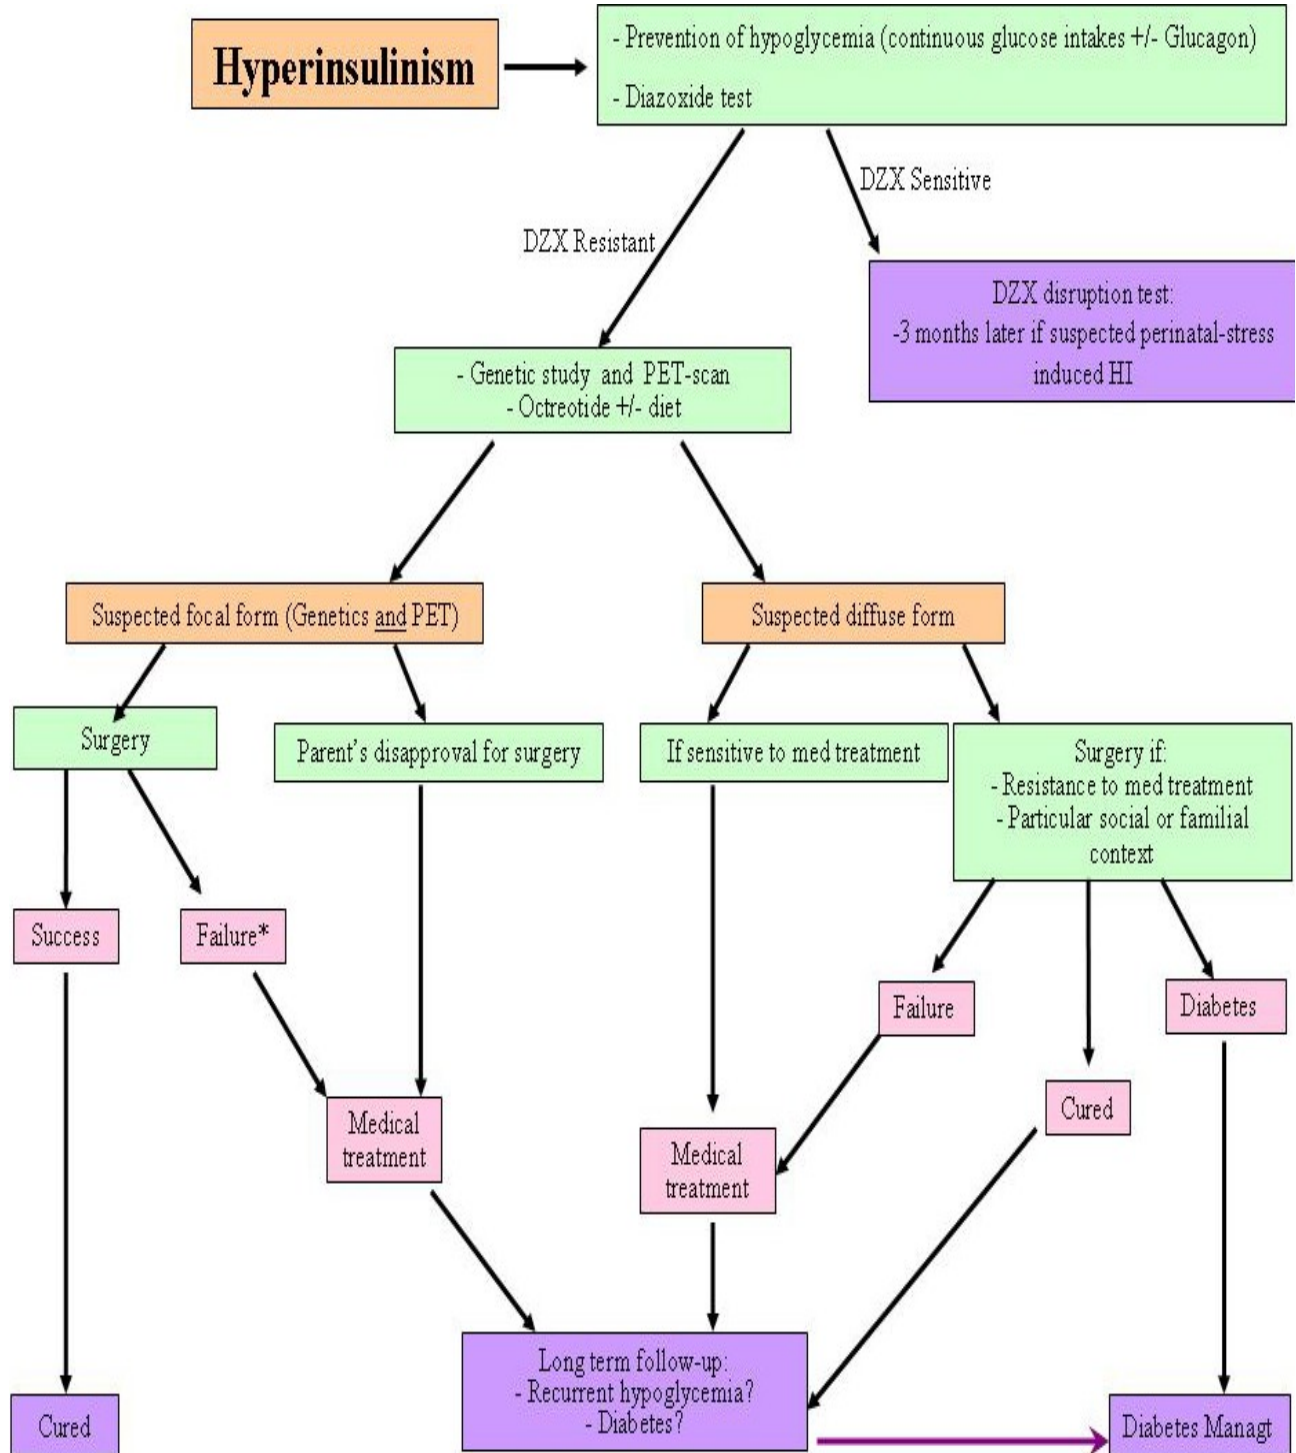 Hyperinsulinism
- Prevention of hypoglycemia (continuous glucose intakes +/- Glucagon)
- Diazoxide test
DZX Sensitive
DZX Resistant
DZX disruption test:
-3 months later if suspected perinatal-stress
induced HI
- Genetic study and PET-scan
- Octreotide +/- diet
Suspected focal form (Genetics and PET)
Suspected diffuse form
Surgery
Parent's disapproval for surgery
If sensitive to med treatment
Surgery if:
- Resistance to med treatment
- Particular social or familial
context
Success
Failure*
Failure
Diabetes
Cured
Medical
treatment
Medical
treatment
Long term follow-up:
- Recurrent hypoglycemia?
- Diabetes?
Cured
Diabetes Managt